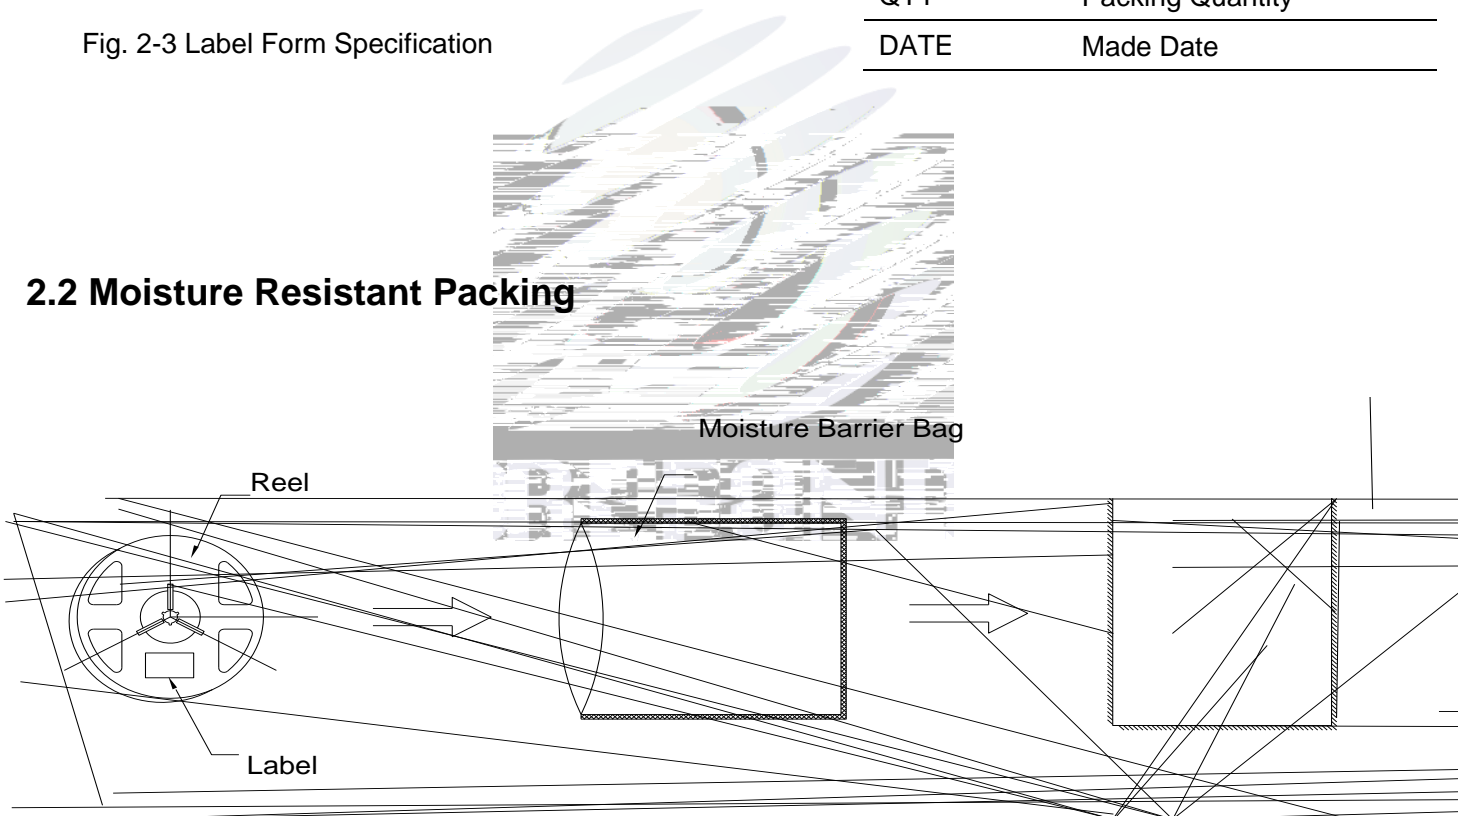 Packing Quantity
Fig. 2-3 Label Form Specification
DATE Made Date
2.2 Moisture Resistant Packing
Moisture Barrier Bag
Reel
Label